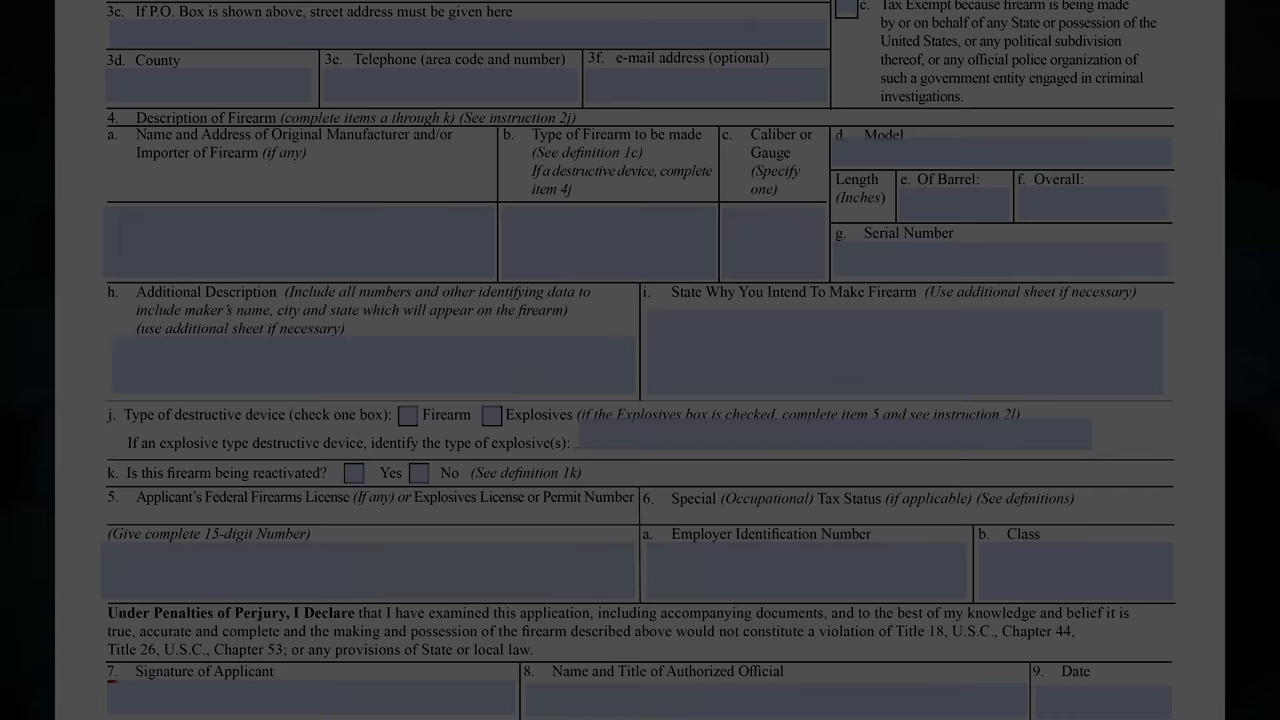 3c. If P.O. Box is shown above, street address must be given here
c. Tax Exempt because firearm is being made
by or on behalf of any State or possession of the
United States, or any political subdivision
thereof, or any official police organization of
such a government entity engaged in criminal
investigations.
3d. County
3e. Telephone (area code and number)
3f. e-mail address (optional)
4. Description of Firearm (complete items a through k) (See instruction 2j)
a. Name and Address of Original Manufacturer and/or
Importer of Firearm (if any)
b. Type of Firearm to be made
(See definition 1c)
If a destructive device, complete
item 4j
c. Caliber or
Gauge
(Specify
one)
d. Model
Length
(Inches)
e. Of Barrel:
f. Overall:
g. Serial Number
h. Additional Description (Include all numbers and other identifying data to
include maker's name, city and state which will appear on the firearm)
(use additional sheet if necessary)
i. State Why You Intend To Make Firearm (Use additional sheet if necessary)
j. Type of destructive device (check one box): Firearm Explosives (if the Explosives box is checked, complete item 5 and see instruction 2l)
If an explosive type destructive device, identify the type of explosive(s):
k. Is this firearm being reactivated? Yes No (See definition 1k)
5. Applicant's Federal Firearms License (If any) or Explosives License or Permit Number
(Give complete 15-digit Number)
6. Special (Occupational) Tax Status (if applicable) (See definitions)
a. Employer Identification Number
b. Class
Under Penalties of Perjury, I Declare that I have examined this application, including accompanying documents, and to the best of my knowledge and belief it is
true, accurate and complete and the making and possession of the firearm described above would not constitute a violation of Title 18, U.S.C., Chapter 44,
Title 26, U.S.C., Chapter 53; or any provisions of State or local law.
7. Signature of Applicant
8. Name and Title of Authorized Official
9. Date